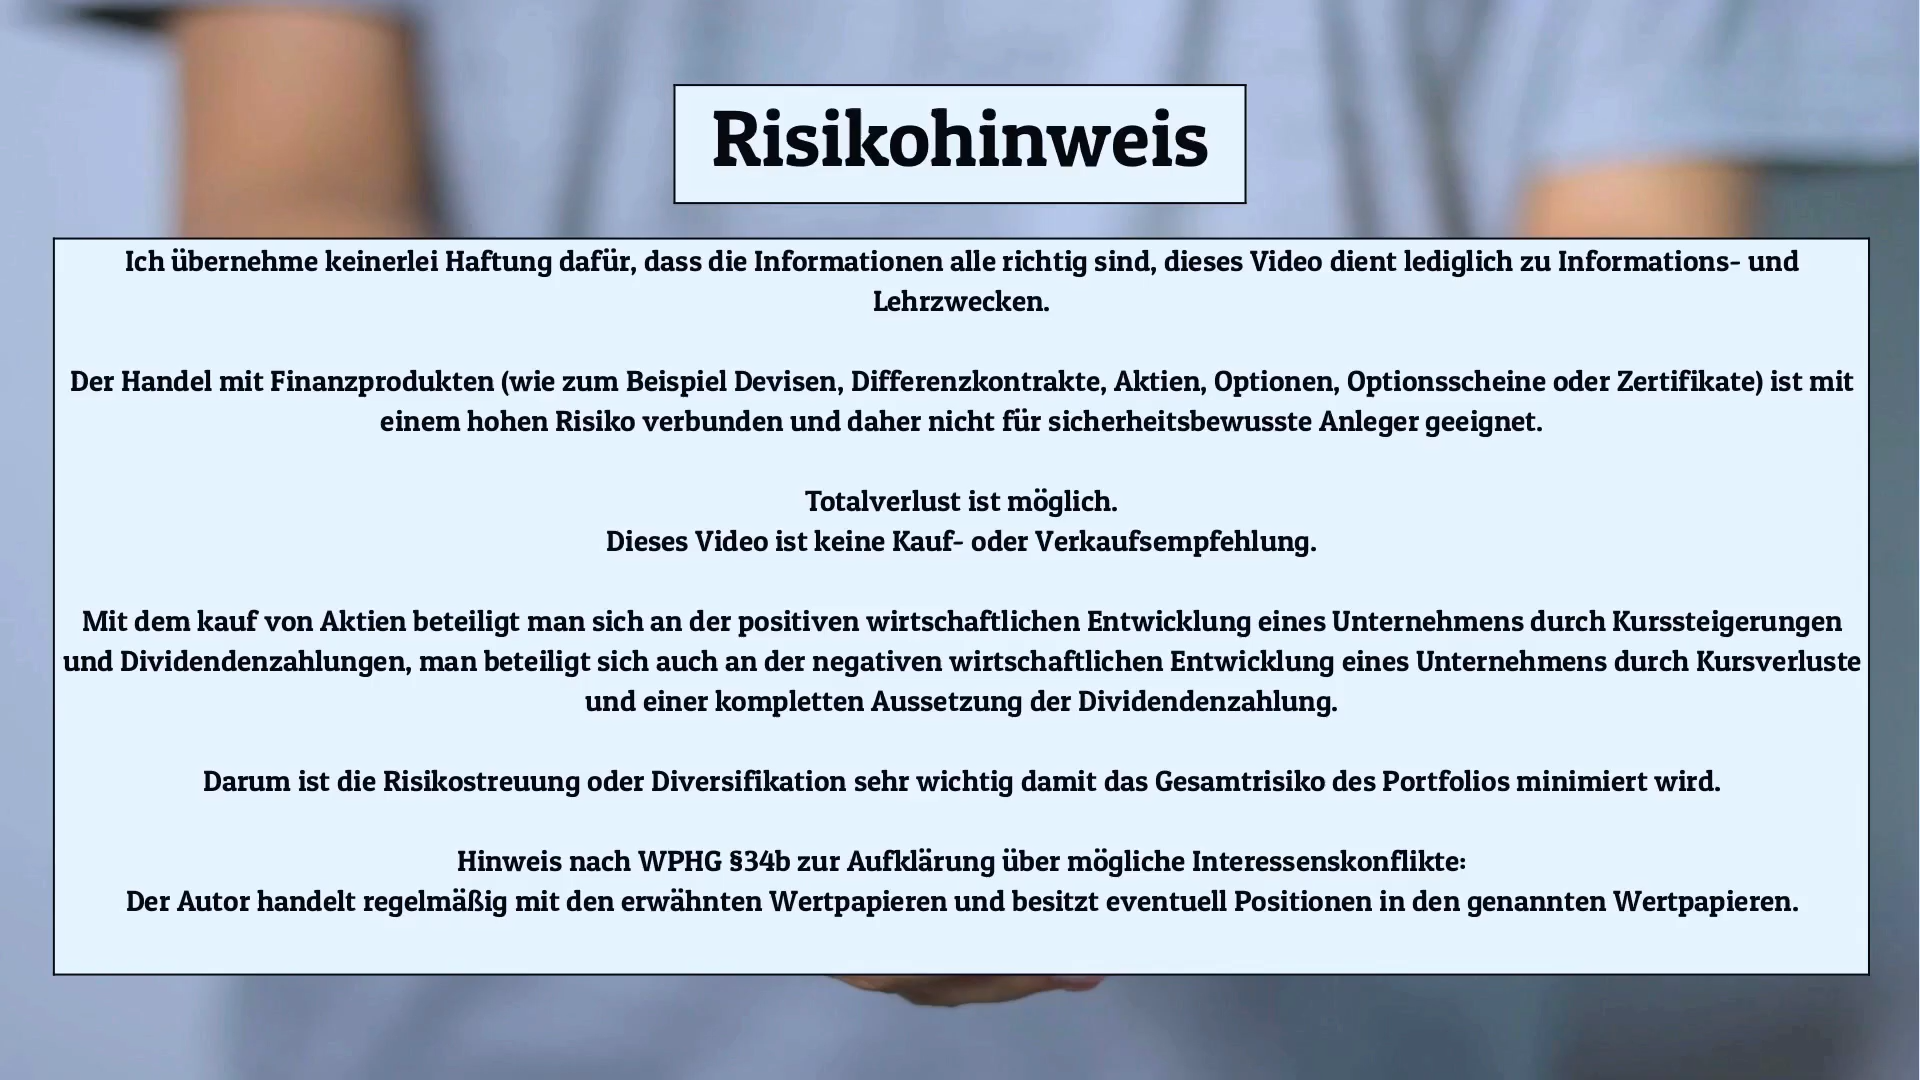 Risikohinweis
Ich übernehme keinerlei Haftung dafür, dass die Informationen alle richtig sind, dieses Video dient lediglich zu Informations- und
Lehrzwecken.
Der Handel mit Finanzprodukten (wie zum Beispiel Devisen, Differenzkontrakte, Aktien, Optionen, Optionsscheine oder Zertifikate) ist mit
einem hohen Risiko verbunden und daher nicht für sicherheitsbewusste Anleger geeignet.
Totalverlust ist möglich.
Dieses Video ist keine Kauf- oder Verkaufsempfehlung.
Mit dem kauf von Aktien beteiligt man sich an der positiven wirtschaftlichen Entwicklung eines Unternehmens durch Kurssteigerungen
und Dividendenzahlungen, man beteiligt sich auch an der negativen wirtschaftlichen Entwicklung eines Unternehmens durch Kursverluste
und einer kompletten Aussetzung der Dividendenzahlung.
Darum ist die Risikostreuung oder Diversifikation sehr wichtig damit das Gesamtrisiko des Portfolios minimiert wird.
Hinweis nach WPHG §34b zur Aufklärung über mögliche Interessenskonflikte:
Der Autor handelt regelmäßig mit den erwähnten Wertpapieren und besitzt eventuell Positionen in den genannten Wertpapieren.